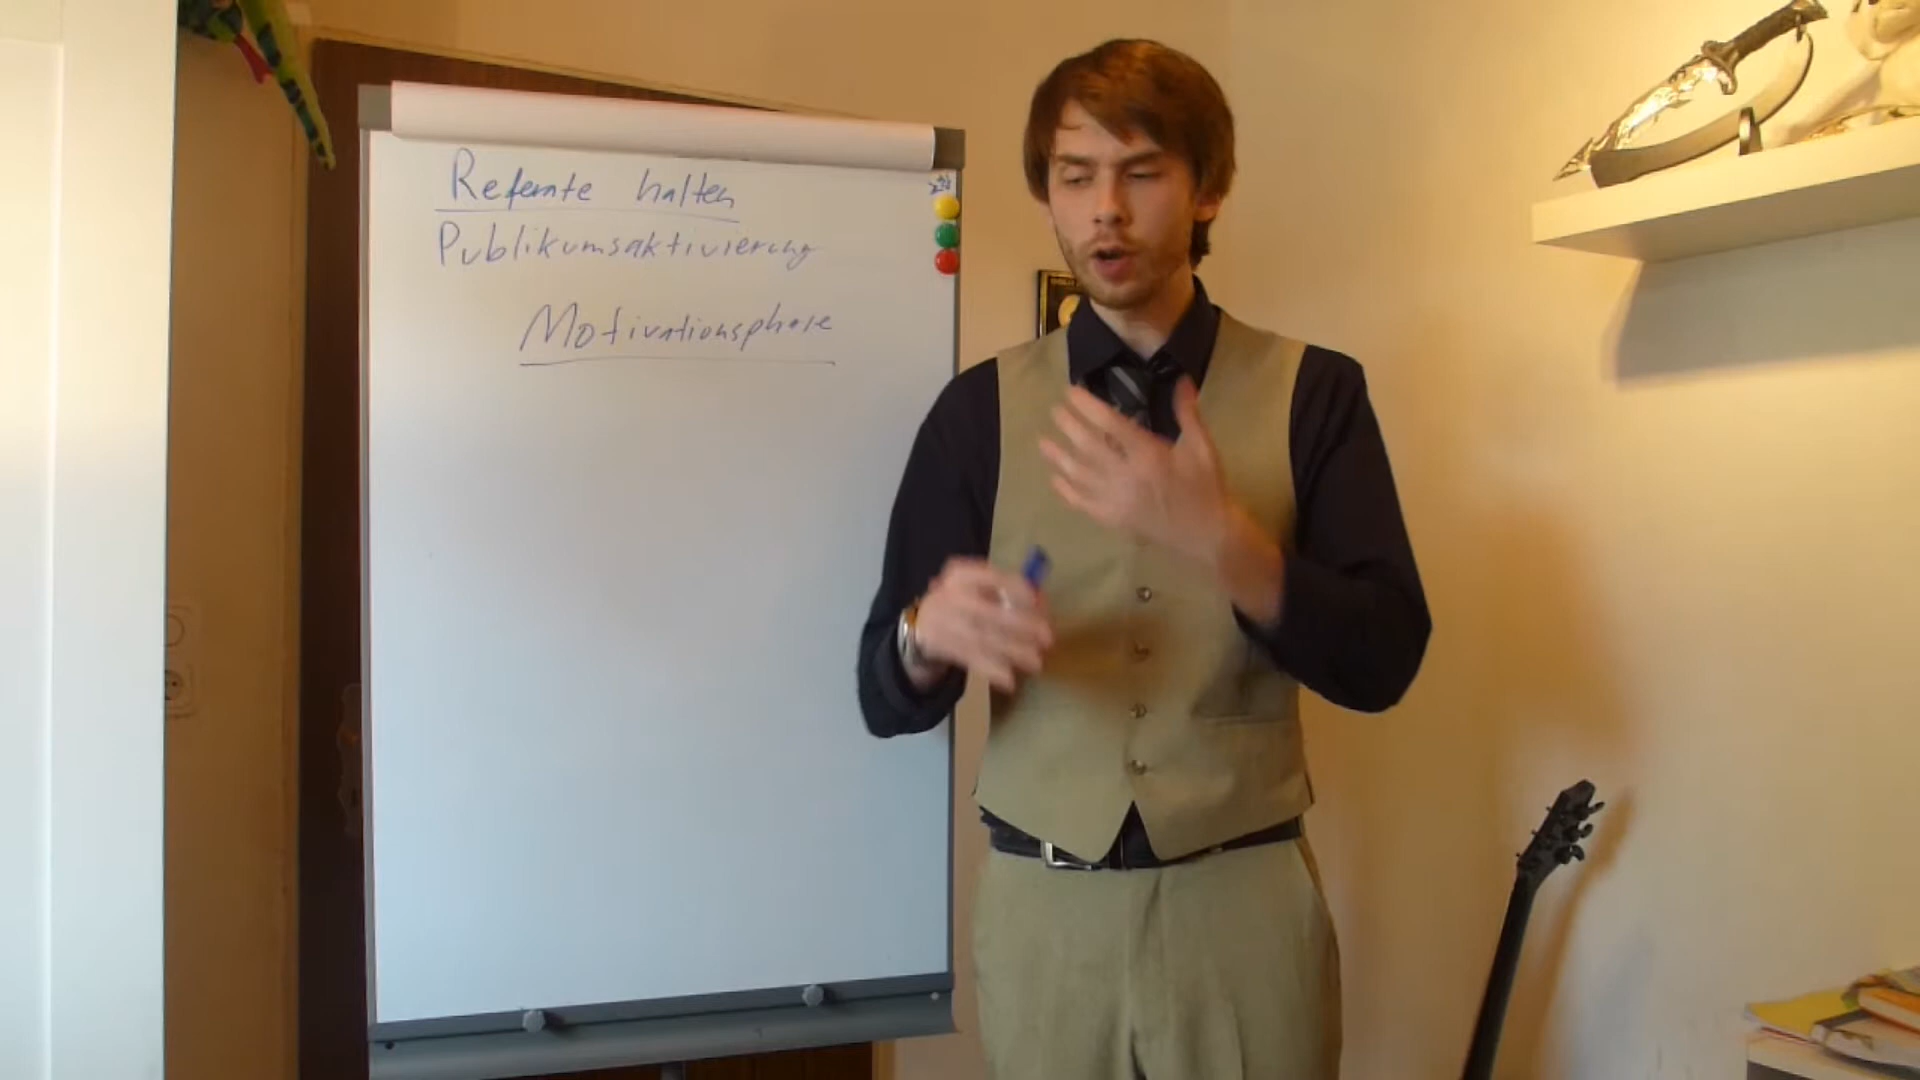 Referate halten
Publikumsaktivierung
Motivationsphase